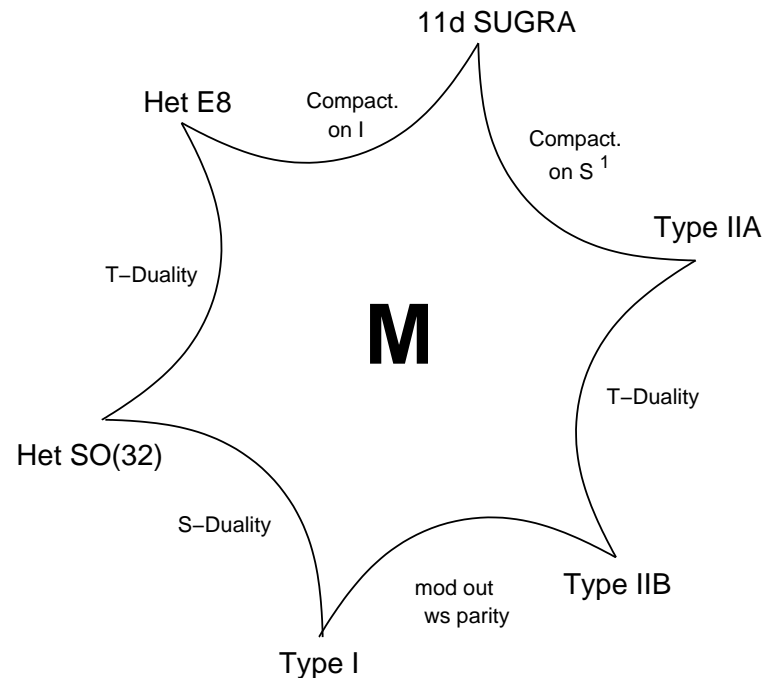 11d SUGRA
Het E8
Compact.
on I
Compact.
on S 1
Type IIA
T−Duality
M
T−Duality
Het SO(32)
S−Duality
Type IIB
mod out
ws parity
Type I